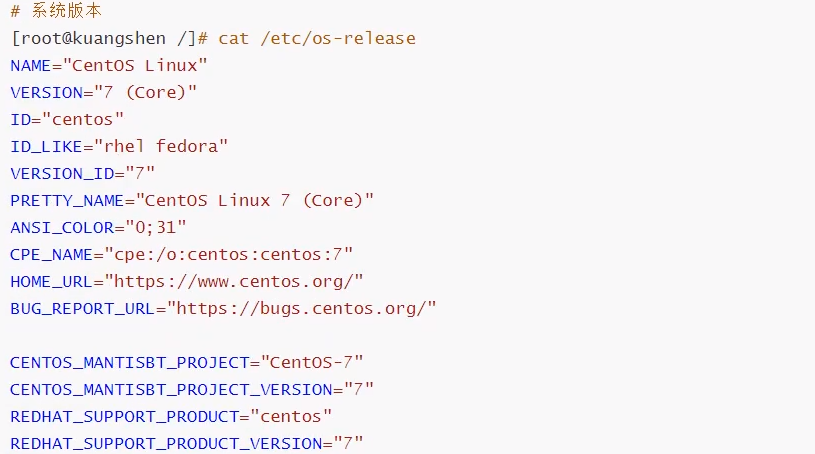 # 系统版本
[root@kuangshen /]# cat /etc/os-release
NAME="CentOS Linux"
VERSION="7 (Core)"
ID="centos"
ID_LIKE="rhel fedora"
VERSION_ID="7"
PRETTY_NAME="CentOS Linux 7 (Core)"
ANSI_COLOR="0;31"
CPE_NAME="cpe:/o:centos:centos:7"
HOME_URL="https://www.centos.org/"
BUG_REPORT_URL="https://bugs.centos.org/"
CENTOS_MANTISBT_PROJECT="CentOS-7"
CENTOS_MANTISBT_PROJECT_VERSION="7"
REDHAT_SUPPORT_PRODUCT="centos"
REDHAT_SUPPORT_PRODUCT_VERSION="7"